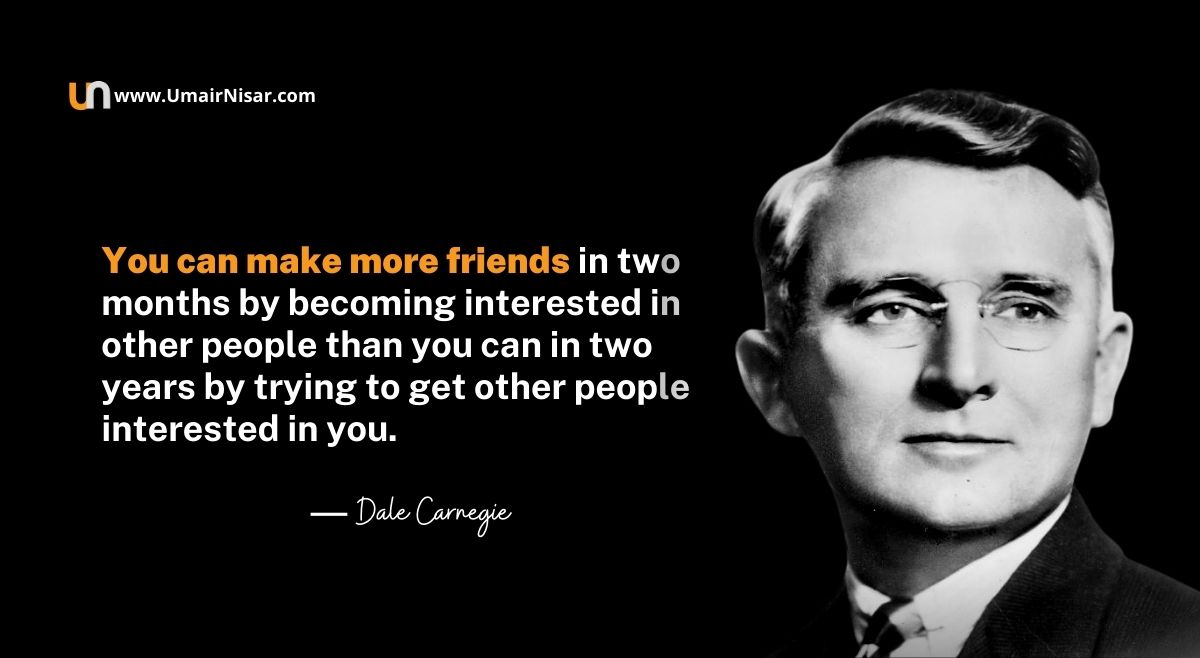 un www.UmairNisar.com
You can make more friends in two
months by becoming interested in
other people than you can in two
years by trying to get other people
interested in you.
— Dale Carnegie